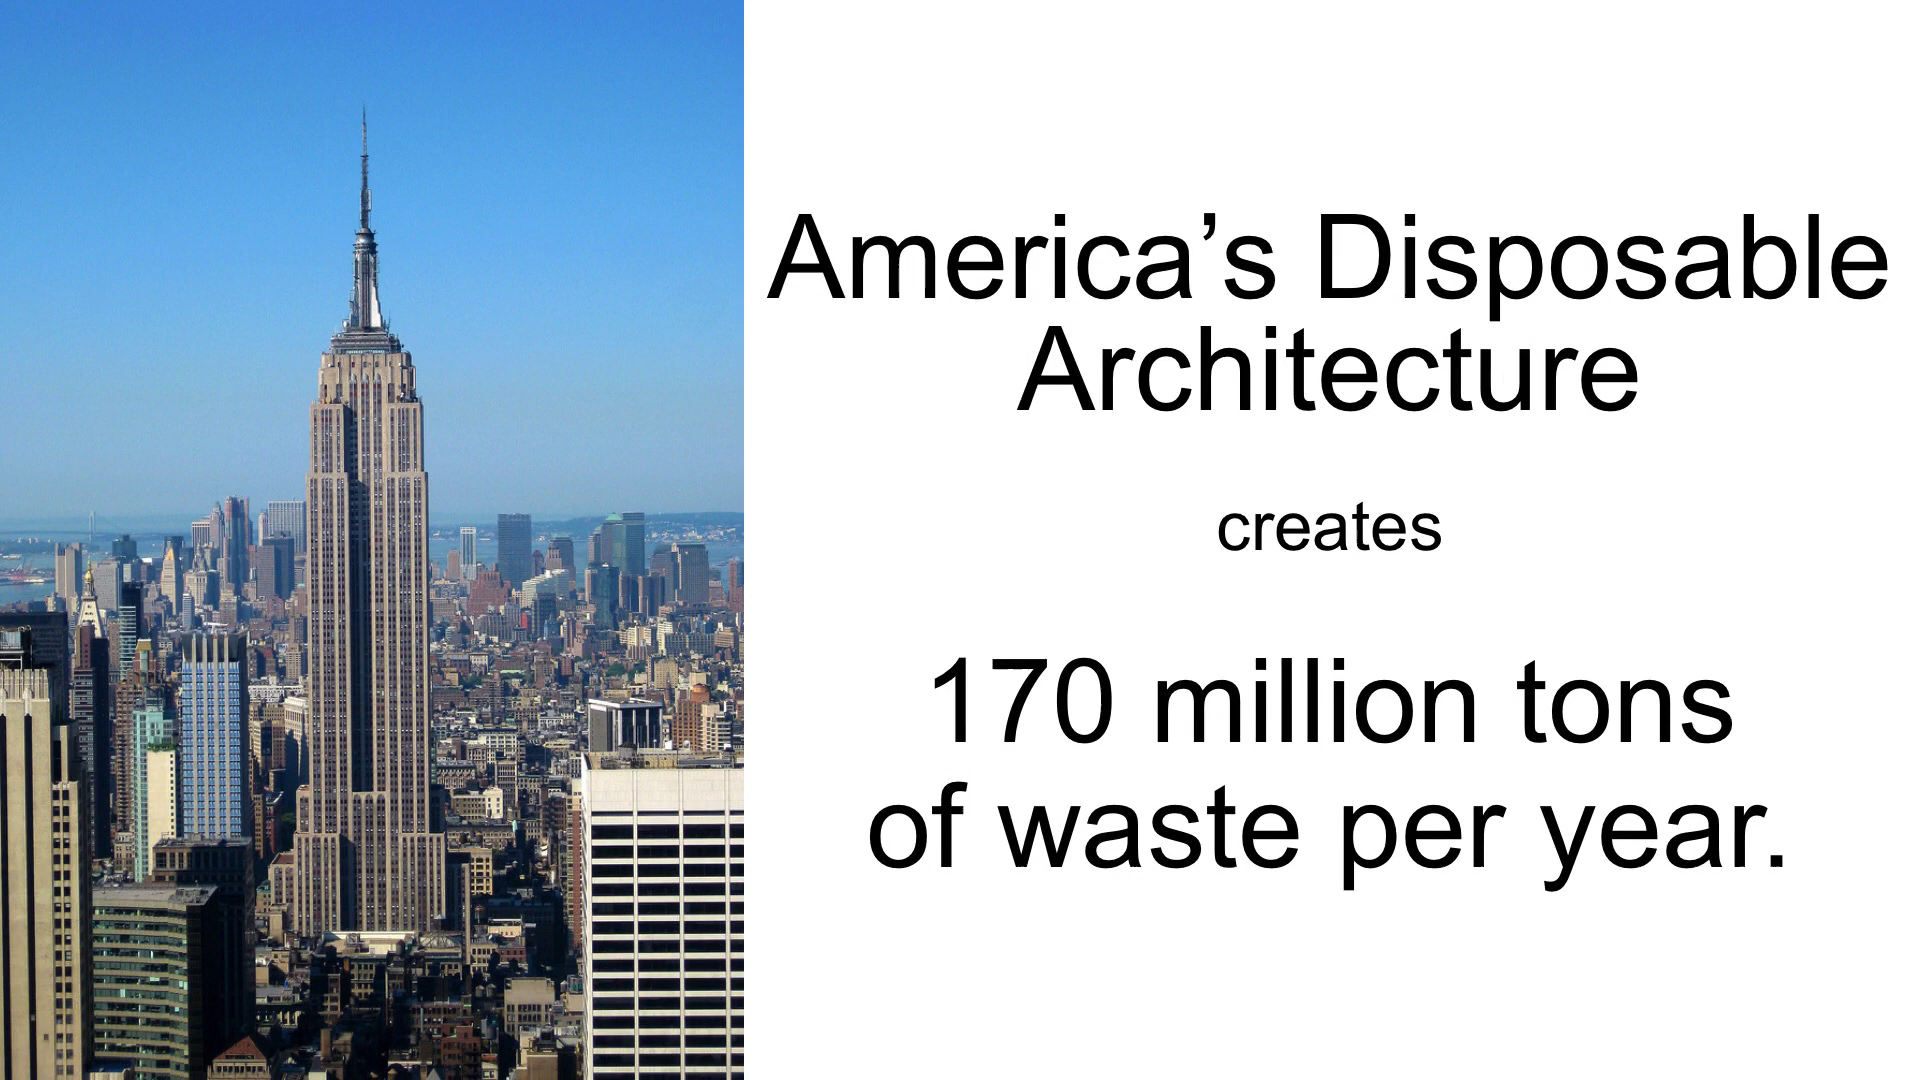 America’s Disposable
Architecture
creates
170 million tons
of waste per year.